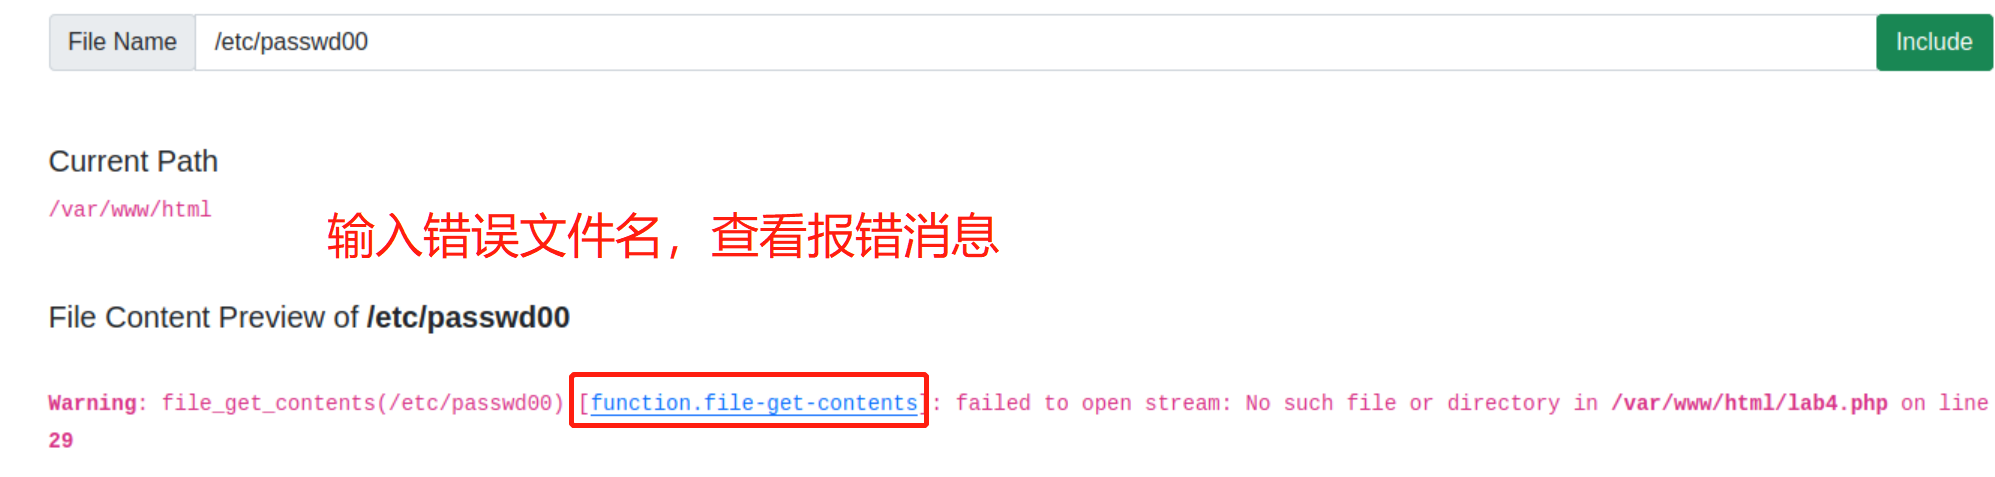 File Name /etc/passwd00 Include
Current Path
/var/www/html
输入错误文件名，查看报错消息
File Content Preview of /etc/passwd00
Warning: file_get_contents(/etc/passwd00) [function.file-get-contents]: failed to open stream: No such file or directory in /var/www/html/lab4.php on line
29